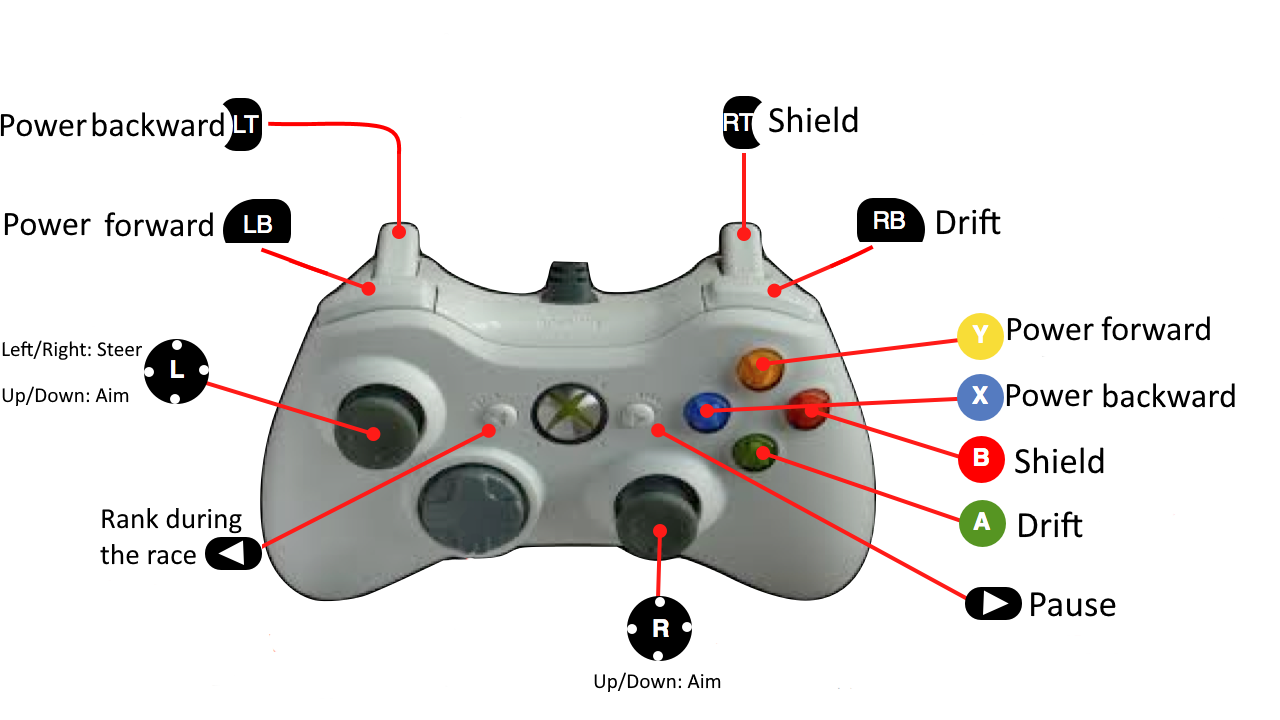 Power backward LT
RT Shield
Power forward LB
RB Drift
Left/Right: Steer
L
Up/Down: Aim
Y Power forward
X Power backward
B Shield
A Drift
Rank during
the race
Pause
R
Up/Down: Aim